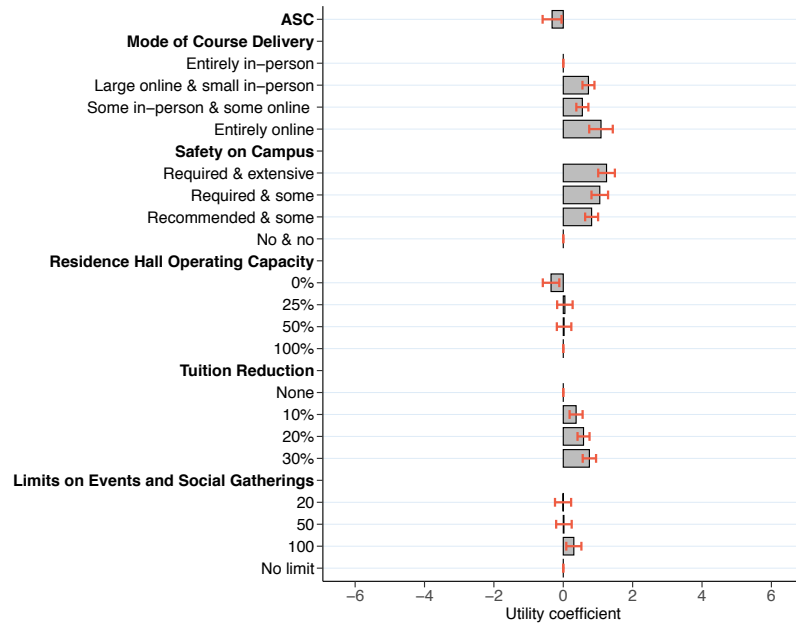 ASC
Mode of Course Delivery
Entirely in−person
Large online & small in−person
Some in−person & some online
Entirely online
Safety on Campus
Required & extensive
Required & some
Recommended & some
No & no
Residence Hall Operating Capacity
0%
25%
50%
100%
Tuition Reduction
None
10%
20%
30%
Limits on Events and Social Gatherings
20
50
100
No limit
−6 −4 −2 0 2 4 6
Utility coefficient